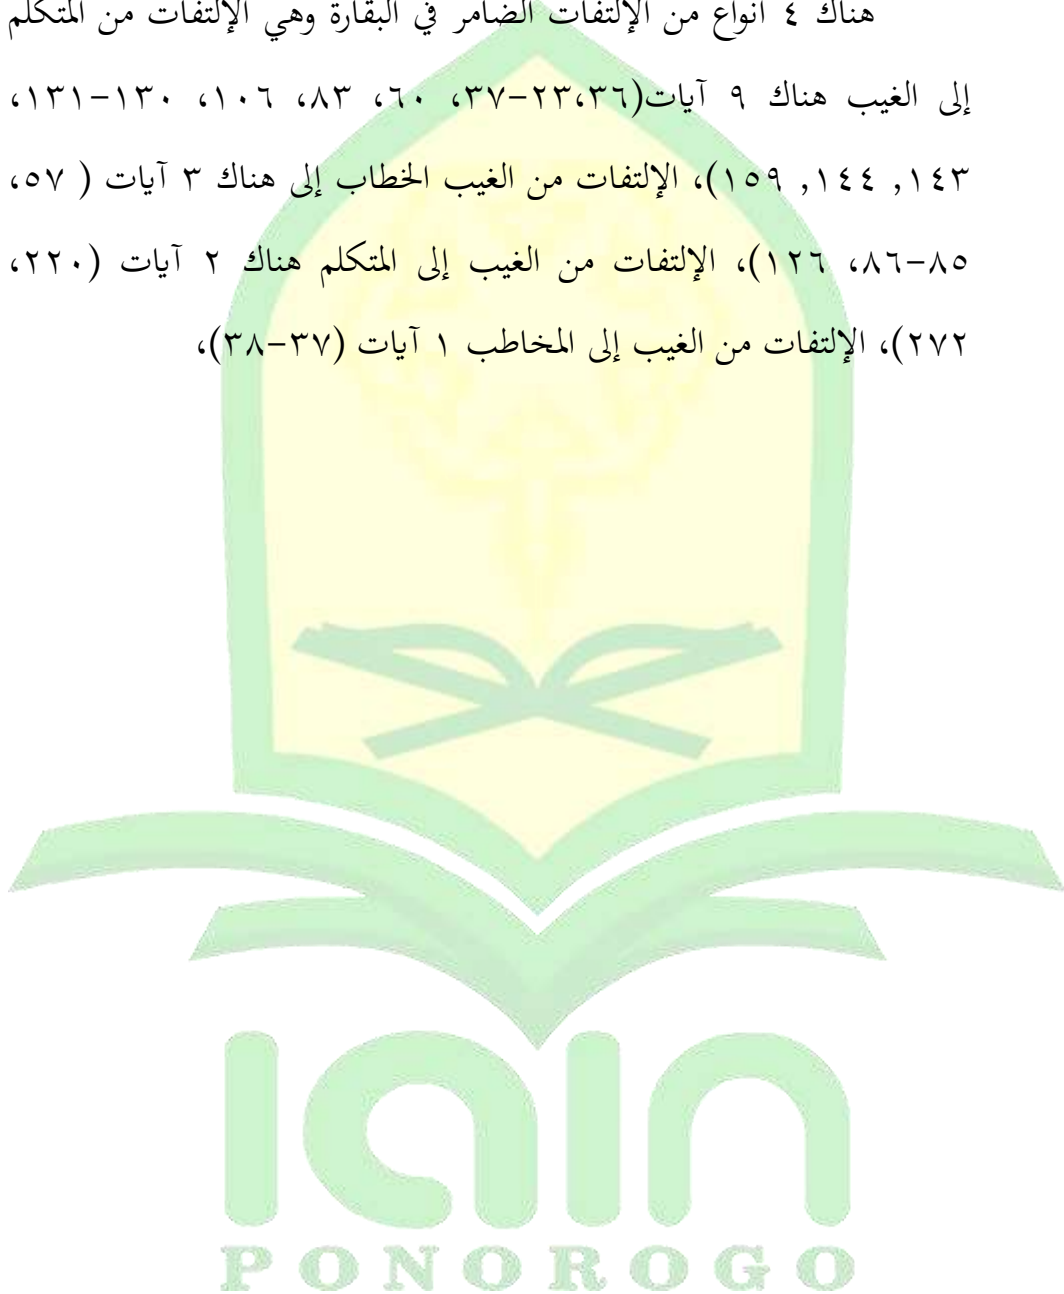 هناك ٤ أنواع من الإلتفات الضامر في البقارة وهي الإلتفات من المتكلم
إلى الغيب هناك ٩ آيات(٢٣،٣٦-٣٧، ٦٠، ٨٣، ١٠٦، ١٣٠-١٣١،
١٤٣, ١٤٤, ١٥٩)، الإلتفات من الغيب الخطاب إلى هناك ٣ آيات ( ٥٧،
٨٥-٨٦، ١٢٦)، الإلتفات من الغيب إلى المتكلم هناك ٢ آيات (٢٢٠،
٢٧٢)، الإلتفات من الغيب إلى المخاطب ١ آيات (٣٧-٣٨)،
iain
PONOROGO